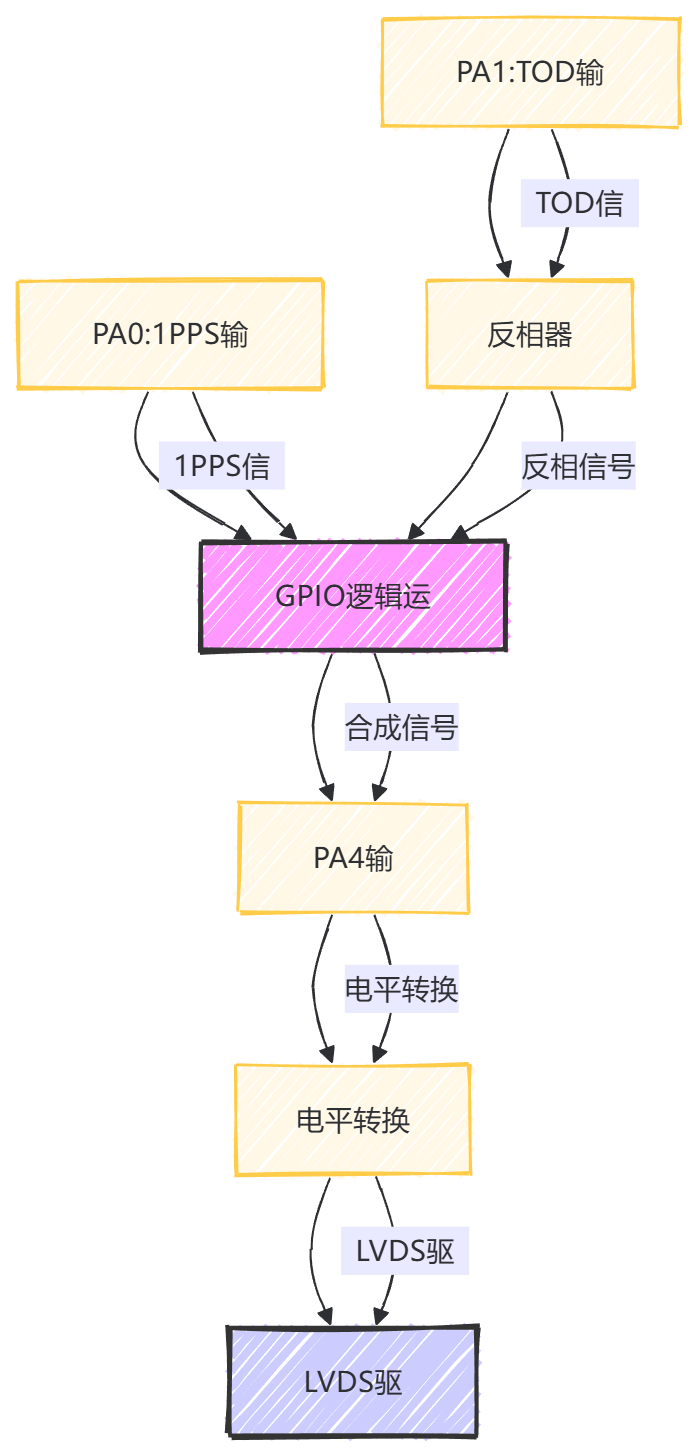 PA1:TOD输
TOD信
PA0:1PPS输
反相器
1PPS信
反相信号
GPIO逻辑运
合成信号
PA4输
电平转换
电平转换
LVDS驱
LVDS驱